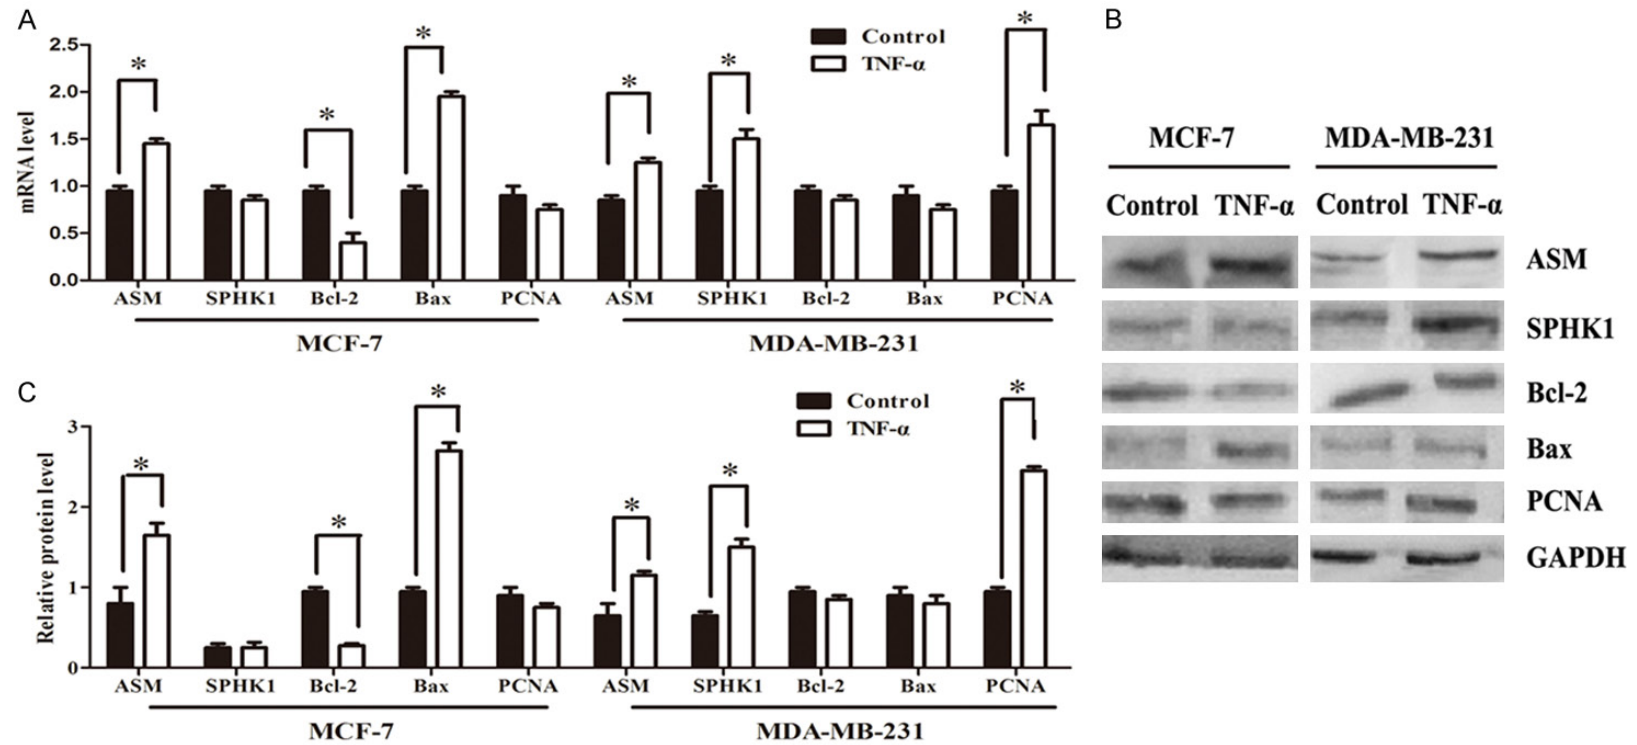 A
*
*
*
*
*
*
Control
TNF-α
mRNA level
2.5
2.0
1.5
1.0
0.5
0.0
ASM SPHK1 Bcl-2 Bax PCNA ASM SPHK1 Bcl-2 Bax PCNA
MCF-7 MDA-MB-231
B
MCF-7 MDA-MB-231
Control TNF-α Control TNF-α
ASM
SPHK1
Bcl-2
Bax
PCNA
GAPDH
C
*
*
*
*
*
*
Control
TNF-α
Relative protein level
3
2
1
0
ASM SPHK1 Bcl-2 Bax PCNA ASM SPHK1 Bcl-2 Bax PCNA
MCF-7 MDA-MB-231